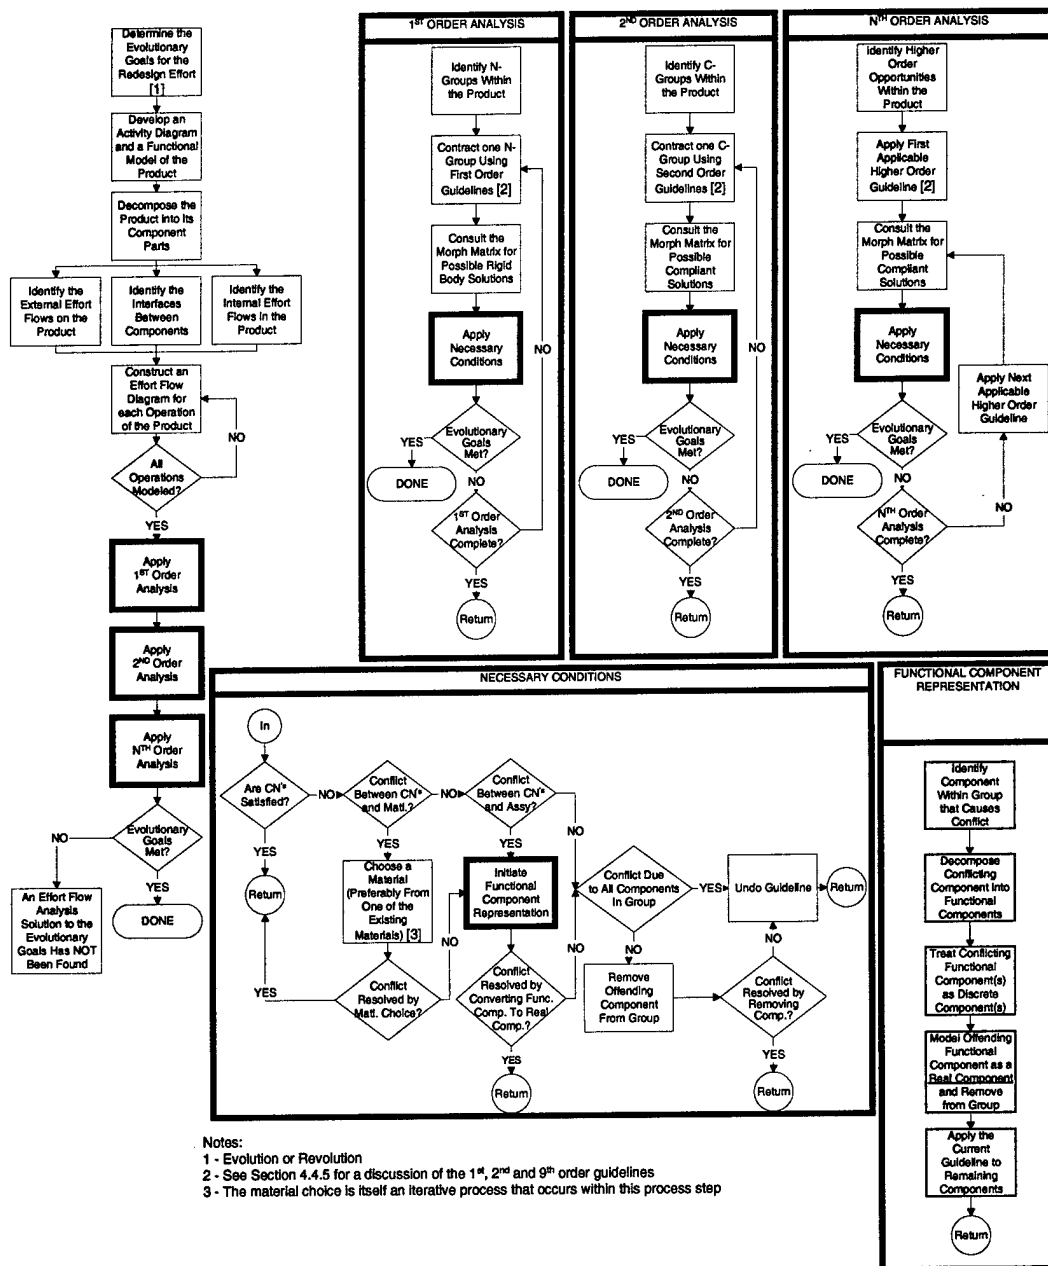 Determine the
Evolutionary
Goals for the
Redesign Effort
[1]
Develop an
Activity Diagram
and a Functional
Model of the
Product
Decompose the
Product into Its
Component
Parts
Identify the
External Effort
Flows on the
Product
Identify the
Interfaces
Between
Components
Identify the
Internal Effort
Flows in the
Product
Construct an
Effort Flow
Diagram for
each Operation
of the Product
NO
All
Operations
Modeled?
YES
Apply
1ST Order
Analysis
Apply
2ND Order
Analysis
Apply
NTH Order
Analysis
NO
Evolutionary
Goals
Met?
YES
An Effort Flow
Analysis
Solution to the
Evolutionary
Goals Has NOT
Been Found
DONE
1ST ORDER ANALYSIS
Identify N-
Groups Within
the Product
Contract one N-
Group Using
First Order
Guidelines [2]
Consult the
Morph Matrix for
Possible Rigid
Body Solutions
Apply
Necessary
Conditions
NO
YES
Evolutionary
Goals
Met?
DONE
NO
1ST Order
Analysis
Complete?
YES
Return
2ND ORDER ANALYSIS
Identify C-
Groups Within
the Product
Contract one C-
Group Using
Second Order
Guidelines [2]
Consult the
Morph Matrix for
Possible
Compliant
Solutions
Apply
Necessary
Conditions
NO
YES
Evolutionary
Goals
Met?
DONE
NO
2ND Order
Analysis
Complete?
YES
Return
NTH ORDER ANALYSIS
Identify Higher
Order
Opportunities
Within the
Product
Apply First
Applicable
Higher Order
Guideline [2]
Consult the
Morph Matrix for
Possible
Compliant
Solutions
Apply
Necessary
Conditions
Apply Next
Applicable
Higher Order
Guideline
YES
Evolutionary
Goals
Met?
DONE
NO
NTH Order
Analysis
Complete?
NO
YES
Return
NECESSARY CONDITIONS
In
Are CN's
Satisfied?
NO
Conflict
Between CN's
and Matl.?
NO
Conflict
Between CN's
and Assy?
NO
YES
YES
YES
Return
Choose a
Material
(Preferably From
One of the
Existing
Materials) [3]
NO
Initiate
Functional
Component
Representation
Conflict Due
to All Components
In Group
YES
Undo Guideline
Return
NO
NO
NO
YES
Conflict
Resolved by
Matl. Choice?
Conflict
Resolved by
Converting Func.
Comp. To Real
Comp.?
Remove
Offending
Component
From Group
Conflict
Resolved by
Removing
Comp.?
YES
YES
Return
Return
FUNCTIONAL COMPONENT
REPRESENTATION
Identify
Component
Within Group
that Causes
Conflict
Decompose
Conflicting
Component Into
Functional
Components
Treat Conflicting
Functional
Component(s)
as Discrete
Component(s)
Model Offending
Functional
Component as a
Real Component
and Remove
from Group
Apply the
Current
Guideline to
Remaining
Components
Return
Notes:
1 - Evolution or Revolution
2 - See Section 4.4.5 for a discussion of the 1st, 2nd and 9th order guidelines
3 - The material choice is itself an iterative process that occurs within this process step